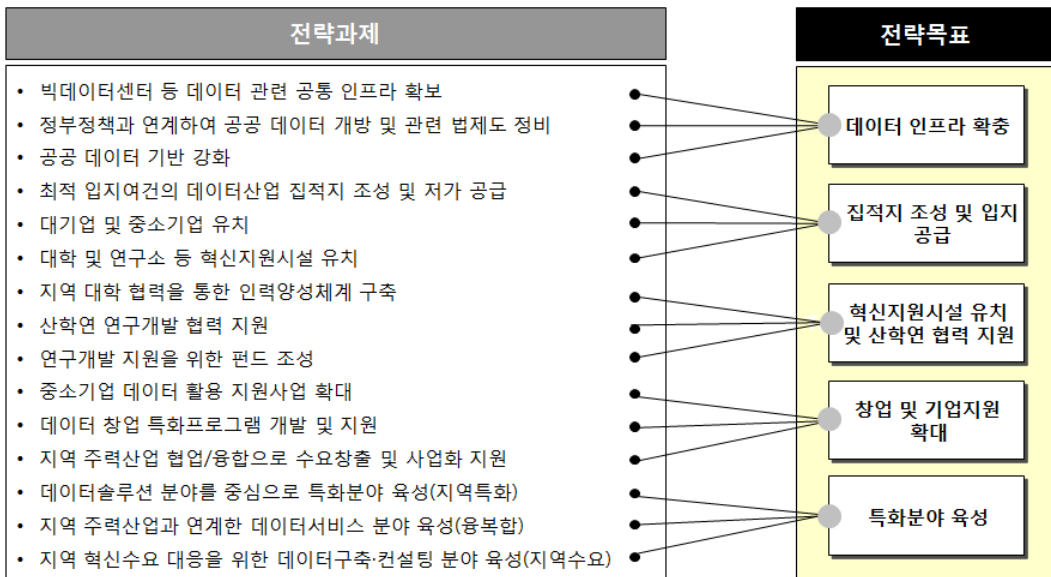 전략과제
• 빅데이터센터 등 데이터 관련 공통 인프라 확보
• 정부정책과 연계하여 공공 데이터 개방 및 관련 법제도 정비
• 공공 데이터 기반 강화
• 최적 입지여건의 데이터산업 집적지 조성 및 저가 공급
• 대기업 및 중소기업 유치
• 대학 및 연구소 등 혁신지원시설 유치
• 지역 대학 협력을 통한 인력양성체계 구축
• 산학연 연구개발 협력 지원
• 연구개발 지원을 위한 펀드 조성
• 중소기업 데이터 활용 지원사업 확대
• 데이터 창업 특화프로그램 개발 및 지원
• 지역 주력산업 협업/융합으로 수요창출 및 사업화 지원
• 데이터솔루션 분야를 중심으로 특화분야 육성(지역특화)
• 지역 주력산업과 연계한 데이터서비스 분야 육성(융복합)
• 지역 혁신수요 대응을 위한 데이터구축·컨설팅 분야 육성(지역수요)
전략목표
데이터 인프라 확충
집적지 조성 및 입지
공급
혁신지원시설 유치
및 산학연 협력 지원
창업 및 기업지원
확대
특화분야 육성